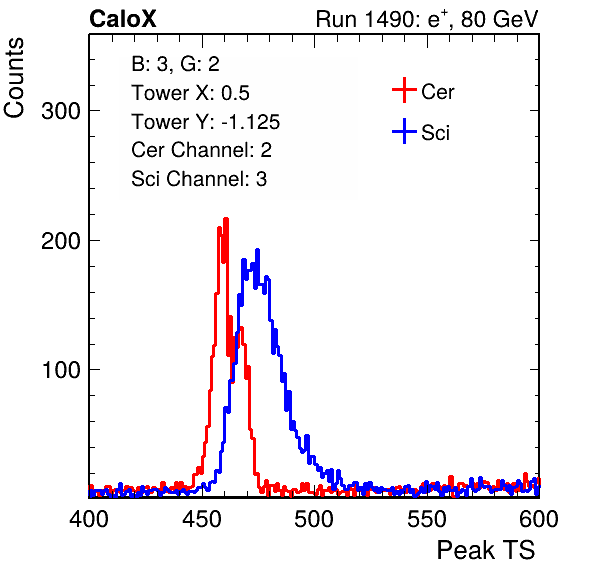 CaloX Run 1490: e⁺, 80 GeV
Counts
B: 3, G: 2
Tower X: 0.5
Tower Y: -1.125
Cer Channel: 2
Sci Channel: 3
Cer
Sci
300
200
100
400 450 500 550 600
Peak TS